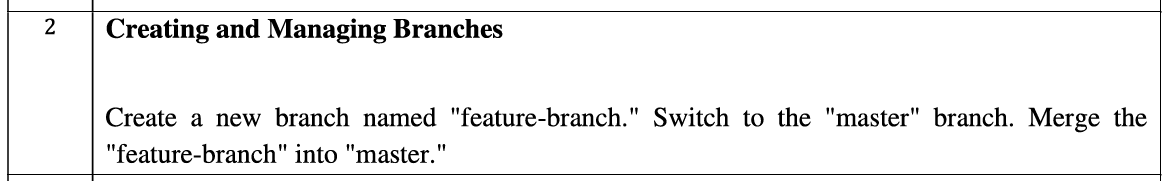 2
Creating and Managing Branches
Create a new branch named "feature-branch." Switch to the "master" branch. Merge the
"feature-branch" into "master."